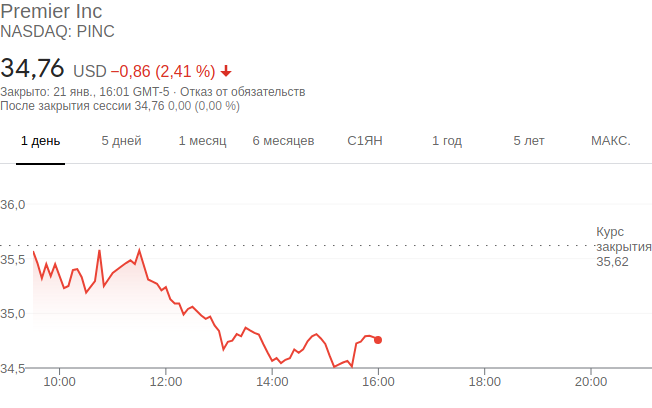 Premier Inc
NASDAQ: PINC
34,76 USD −0,86 (2,41 %)
Закрыто: 21 янв., 16:01 GMT-5 · Отказ от обязательств
После закрытия сессии 34,76 0,00 (0,00 %)
1 день 5 дней 1 месяц 6 месяцев С1ЯН 1 год 5 лет МАКС.
36,0
Курс
закрытия
35,62
35,5
35,0
34,5
10:00 12:00 14:00 16:00 18:00 20:00